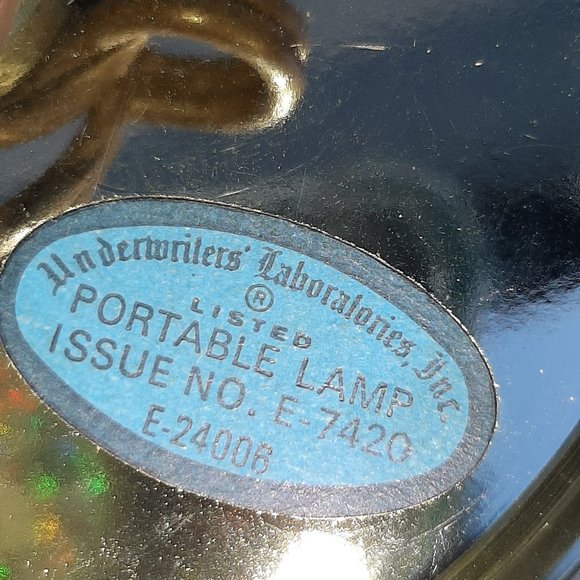 Underwriters' Laboratories, Inc.
®
LISTED
PORTABLE LAMP
ISSUE NO. E-7420
E-24006